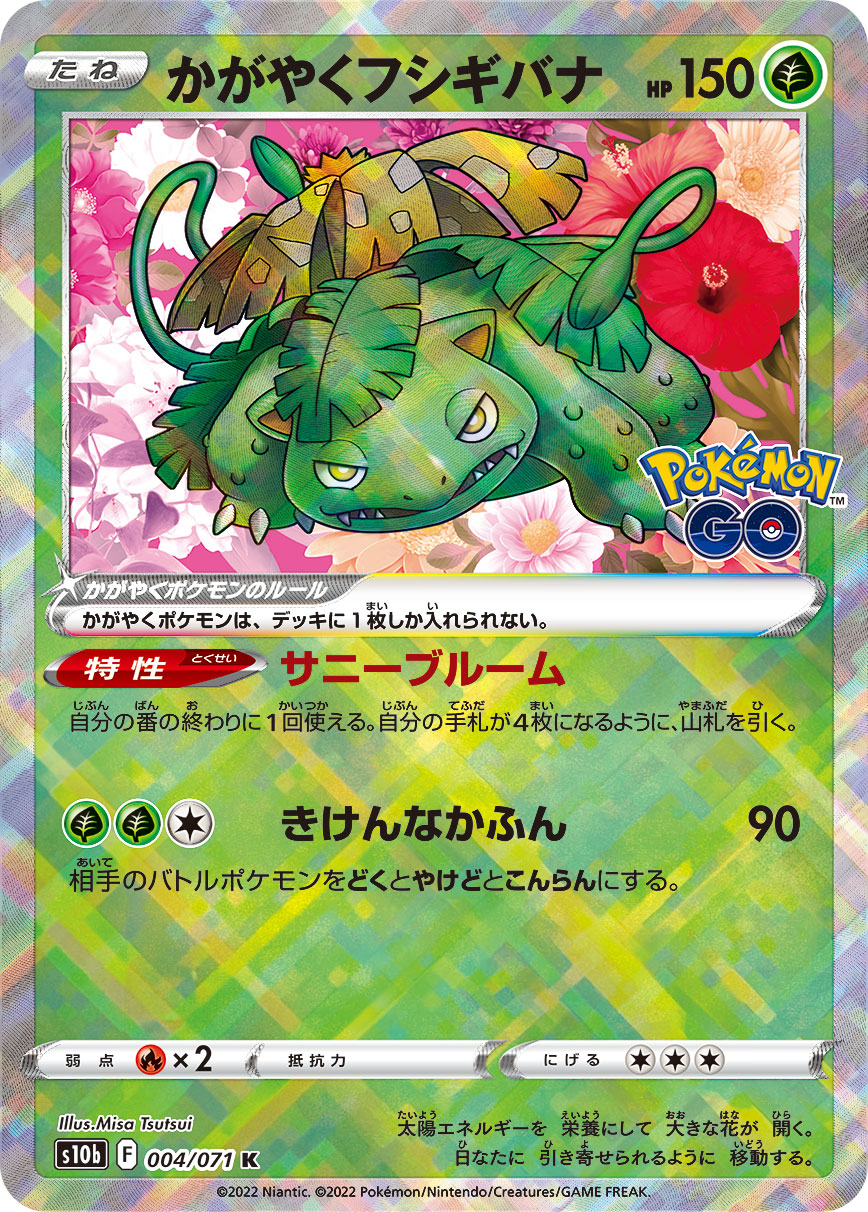 たね かがやくフシギバナ HP 150
POKéMON™
GO
かがやくポケモンのルール
かがやくポケモンは、デッキに1枚しか入れられない。
特性 とくせい サニーブルーム
自分の番の終わりに1回使える。自分の手札が4枚になるように、山札を引く。
きけんなかふん 90
相手のバトルポケモンをどくとやけどとこんらんにする。
弱点 ×2 抵抗力 にげる
Illus.Misa Tsutsui
太陽エネルギーを 栄養にして 大きな花が 開く。
日なたに 引き寄せられるように 移動する。
s10b F 004/071 K
©2022 Niantic. ©2022 Pokémon/Nintendo/Creatures/GAME FREAK.